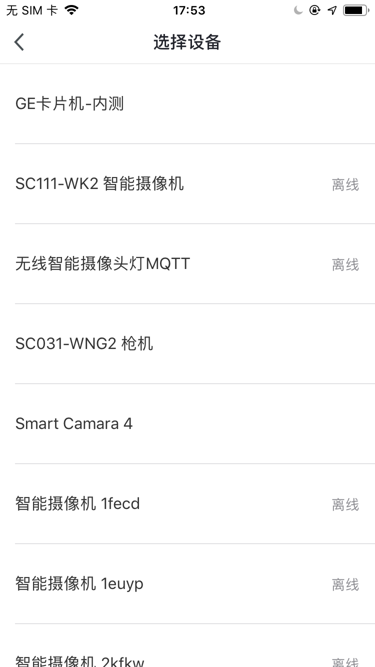 无 SIM 卡
17:53
选择设备
GE卡片机-内测
SC111-WK2 智能摄像机
离线
无线智能摄像头灯MQTT
离线
SC031-WNG2 枪机
Smart Camara 4
智能摄像机 1fecd
离线
智能摄像机 1euyp
离线
智能摄像机 2kfkw
离线